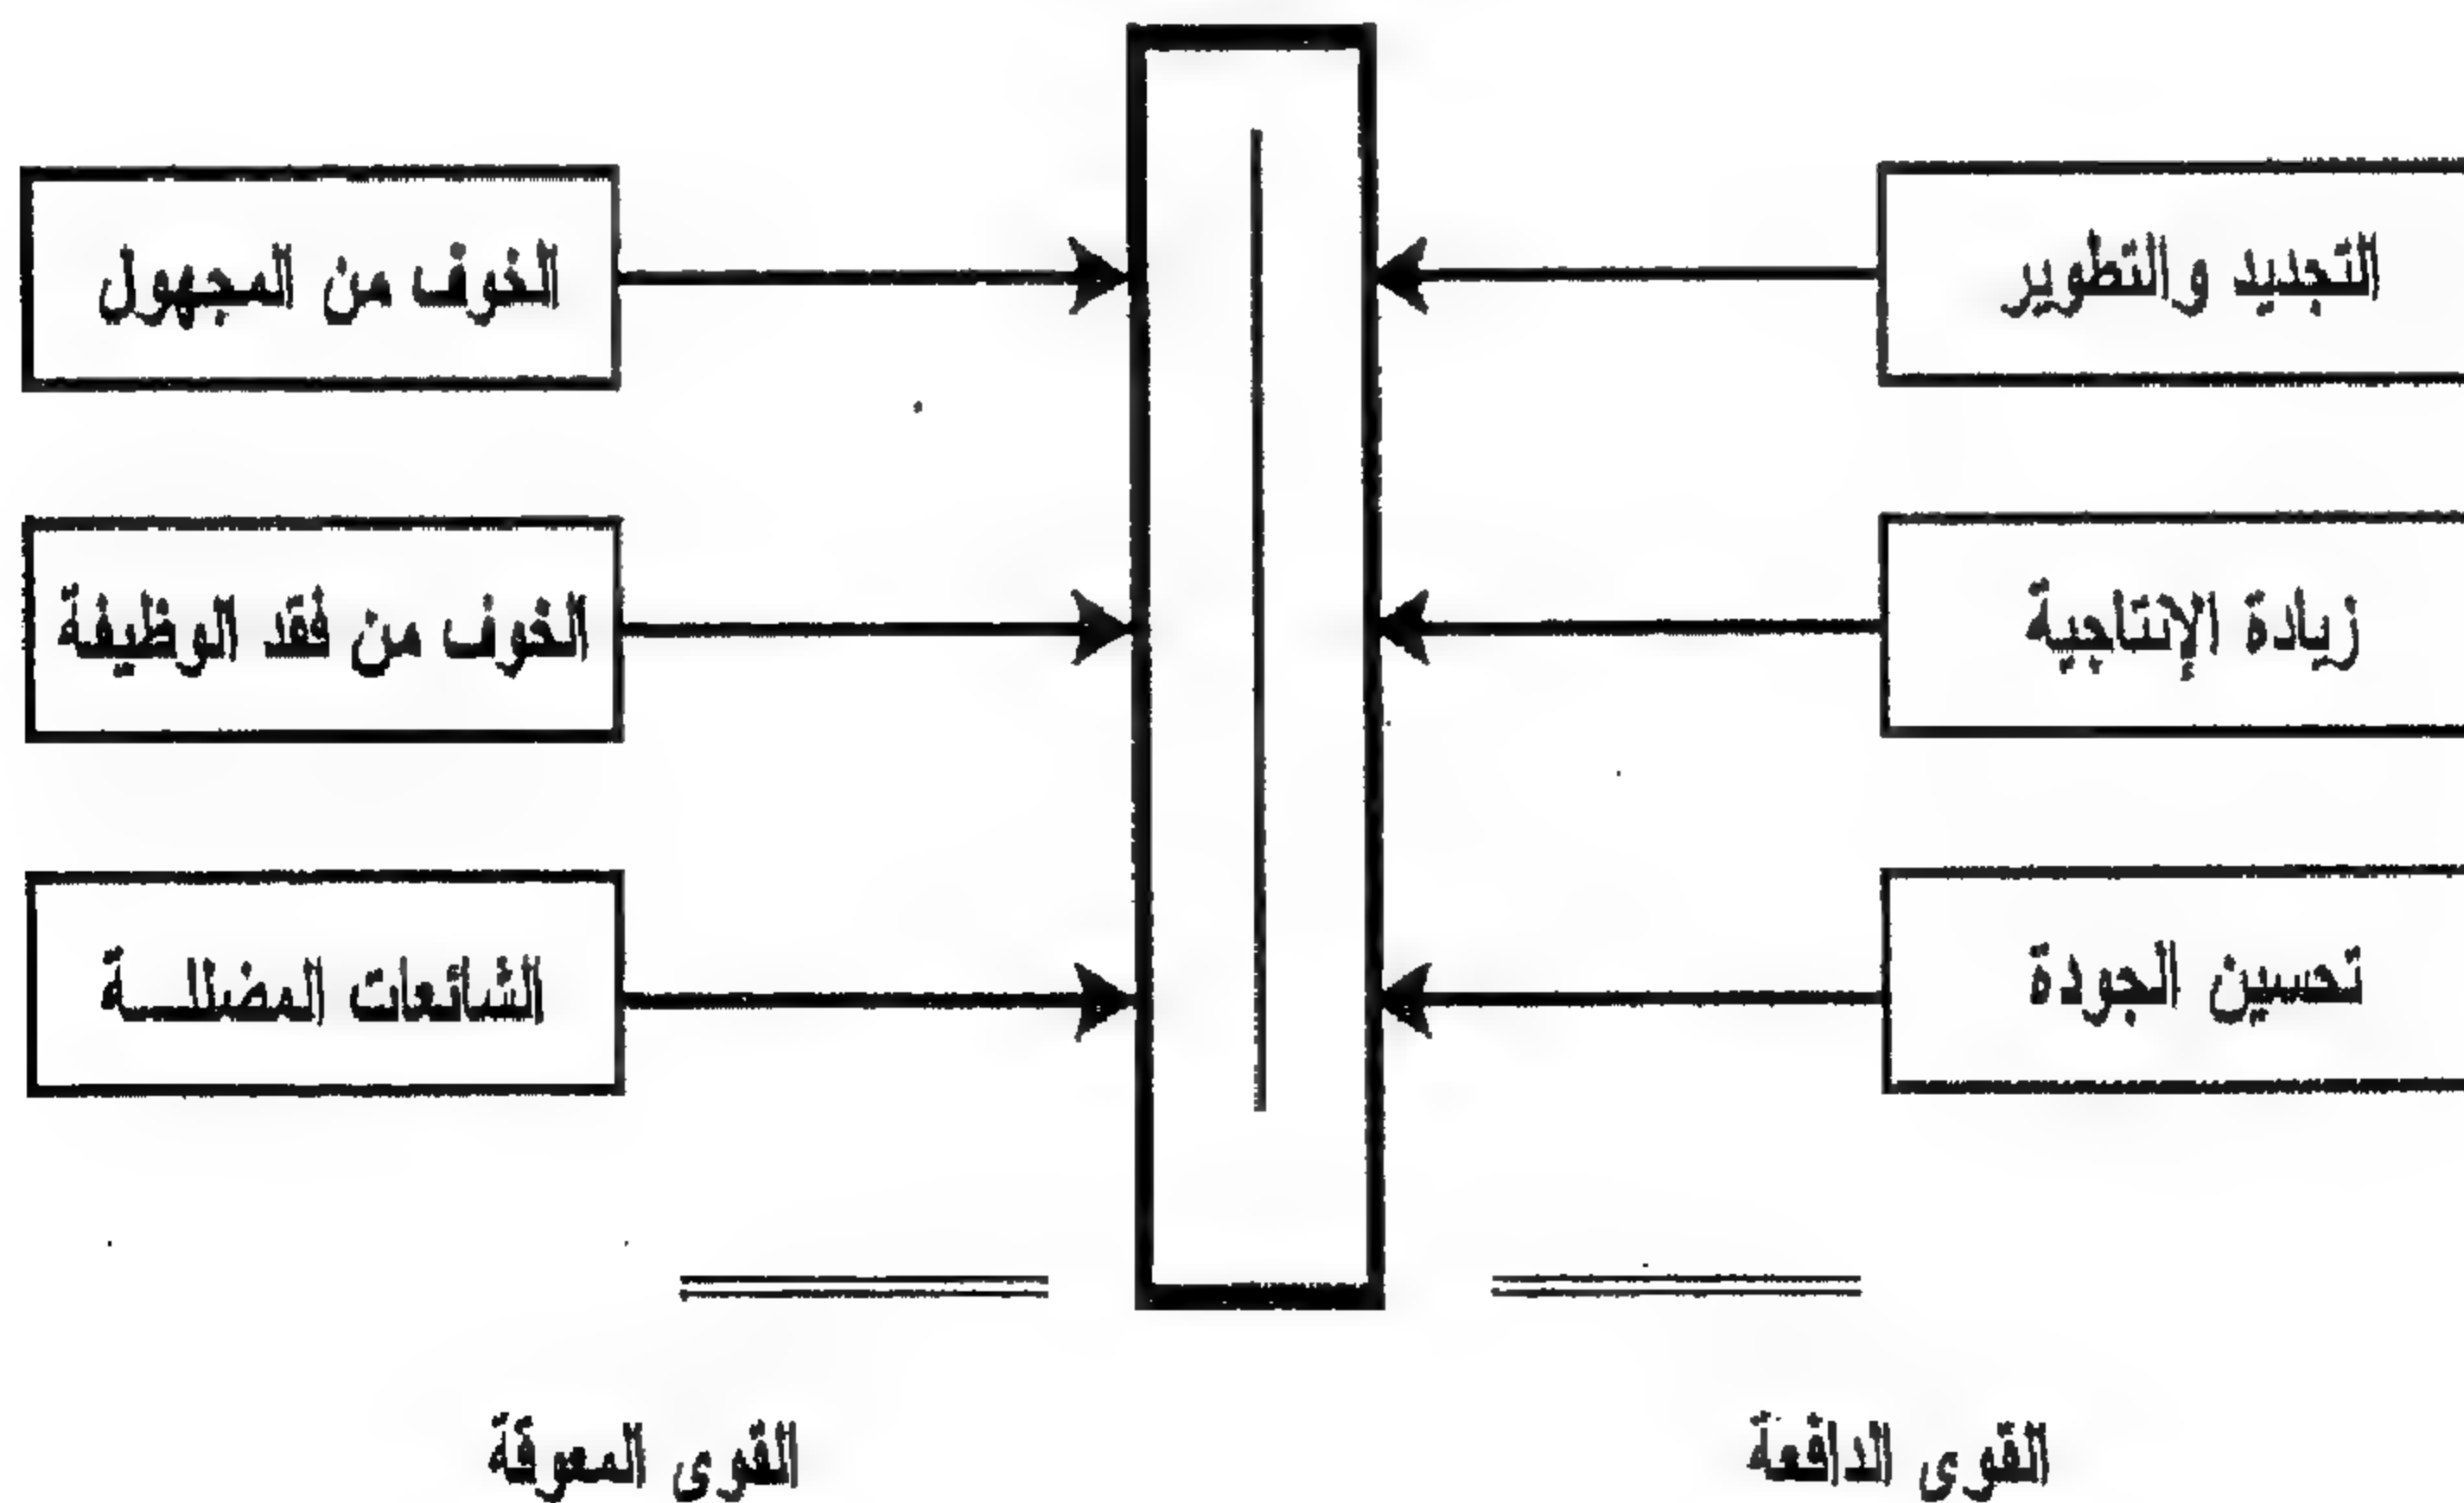 التجديد والتطوير
الخوف من المجهول
زيادة الإنتاجية
الخوف من فقد الوظيفة
تحسين الجودة
الشائعات المضللـــة
القوى الدافعة
القوى المعوقة